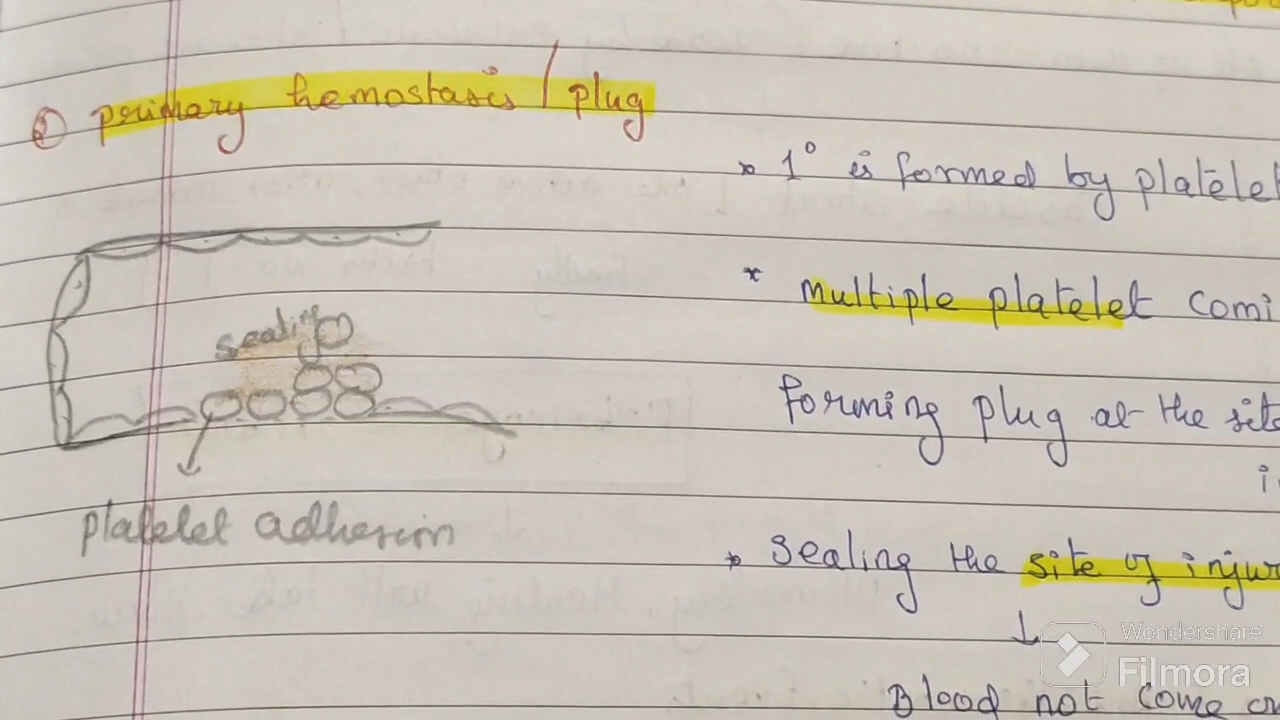 ② primary hemostasis / plug
* 1° is formed by platelet
* Multiple platelet comi
sealing
forming plug at the site
platelet adhesion
* Sealing the site of injur
↓
Blood not come
Wondershare
Filmora